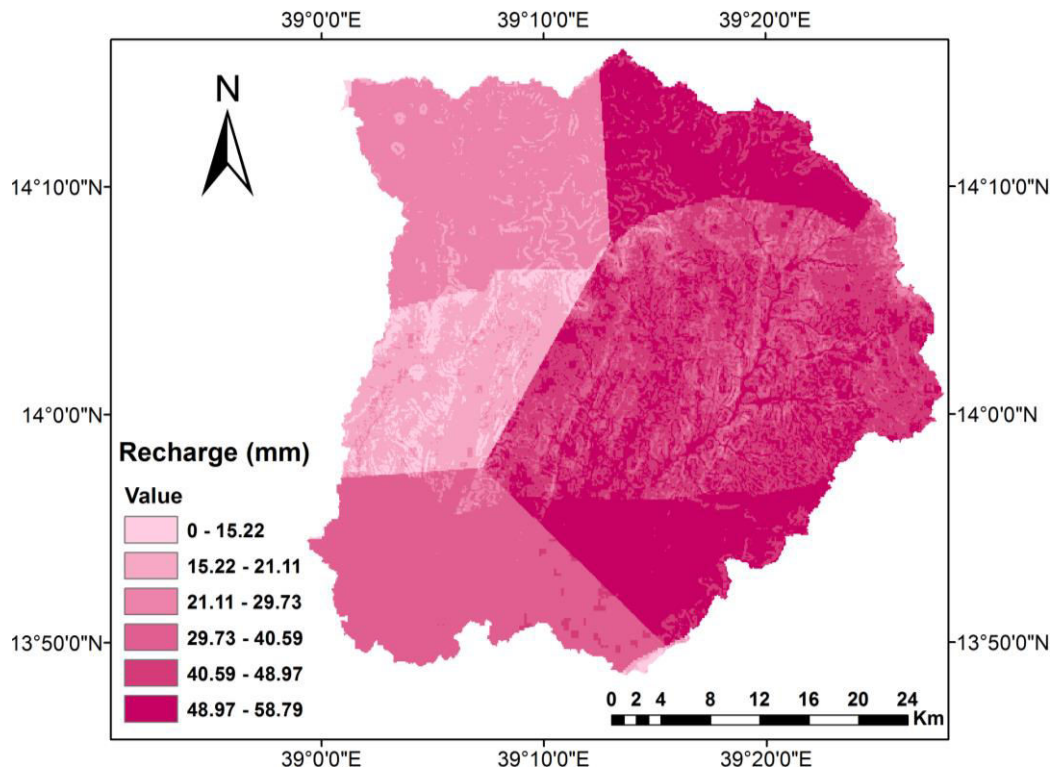 39°0'0"E 39°10'0"E 39°20'0"E
N
14°10'0"N 14°10'0"N
14°0'0"N 14°0'0"N
Recharge (mm)
Value
0 - 15.22
15.22 - 21.11
21.11 - 29.73
29.73 - 40.59
40.59 - 48.97
48.97 - 58.79
13°50'0"N 13°50'0"N
0 2 4 8 12 16 20 24
Km
39°0'0"E 39°10'0"E 39°20'0"E